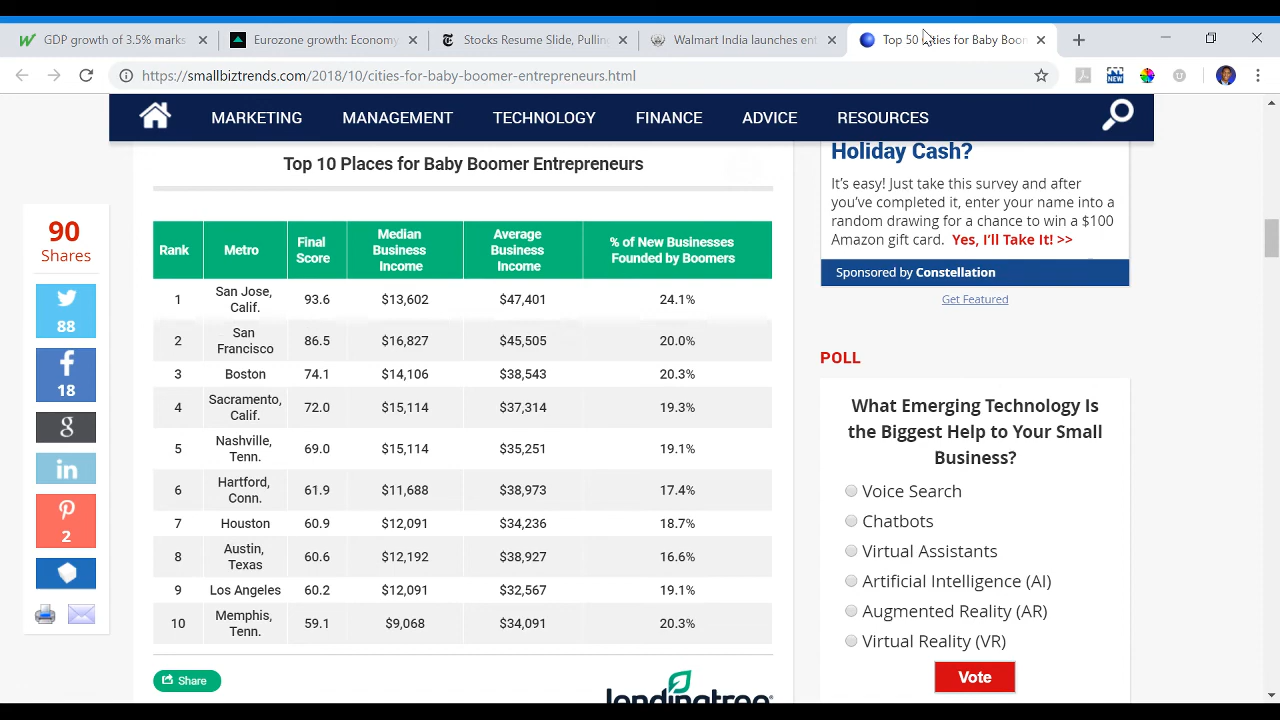 GDP growth of 3.5% marks
Eurozone growth: Economy
Stocks Resume Slide, Pulling
Walmart India launches ent
Top 50 Cities for Baby Boom
https://smallbiztrends.com/2018/10/cities-for-baby-boomer-entrepreneurs.html
NEW
MARKETING MANAGEMENT TECHNOLOGY FINANCE ADVICE RESOURCES
90
Shares
88
18
2
Top 10 Places for Baby Boomer Entrepreneurs
Rank Metro Final Score Median Business Income Average Business Income % of New Businesses Founded by Boomers
1 San Jose, Calif. 93.6 $13,602 $47,401 24.1%
2 San Francisco 86.5 $16,827 $45,505 20.0%
3 Boston 74.1 $14,106 $38,543 20.3%
4 Sacramento, Calif. 72.0 $15,114 $37,314 19.3%
5 Nashville, Tenn. 69.0 $15,114 $35,251 19.1%
6 Hartford, Conn. 61.9 $11,688 $38,973 17.4%
7 Houston 60.9 $12,091 $34,236 18.7%
8 Austin, Texas 60.6 $12,192 $38,927 16.6%
9 Los Angeles 60.2 $12,091 $32,567 19.1%
10 Memphis, Tenn. 59.1 $9,068 $34,091 20.3%
Share
lendingtree
Holiday Cash?
It's easy! Just take this survey and after
you've completed it, enter your name into a
random drawing for a chance to win a $100
Amazon gift card. Yes, I'll Take It! >>
Sponsored by Constellation
Get Featured
POLL
What Emerging Technology Is
the Biggest Help to Your Small
Business?
Voice Search
Chatbots
Virtual Assistants
Artificial Intelligence (AI)
Augmented Reality (AR)
Virtual Reality (VR)
Vote